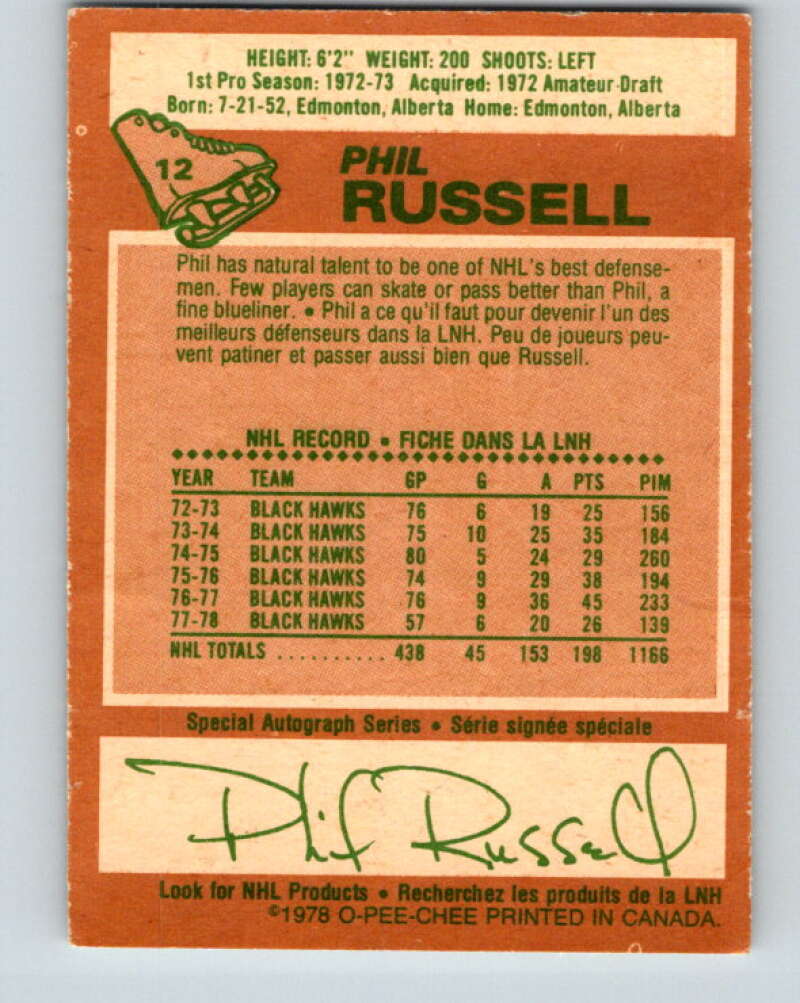 HEIGHT: 6'2" WEIGHT: 200 SHOOTS: LEFT
1st Pro Season: 1972-73 Acquired: 1972 Amateur Draft
Born: 7-21-52, Edmonton, Alberta Home: Edmonton, Alberta
12
PHIL
RUSSELL
Phil has natural talent to be one of NHL's best defense-
men. Few players can skate or pass better than Phil, a
fine blueliner. • Phil a ce qu'il faut pour devenir l'un des
meilleurs défenseurs dans la LNH. Peu de joueurs peu-
vent patiner et passer aussi bien que Russell.
NHL RECORD • FICHE DANS LA LNH
YEAR TEAM GP G A PTS PIM
72-73 BLACK HAWKS 76 6 19 25 156
73-74 BLACK HAWKS 75 10 25 35 184
74-75 BLACK HAWKS 80 5 24 29 260
75-76 BLACK HAWKS 74 9 29 38 194
76-77 BLACK HAWKS 76 9 36 45 233
77-78 BLACK HAWKS 57 6 20 26 139
NHL TOTALS .......... 438 45 153 198 1166
Special Autograph Series • Série signée spéciale
Phil Russell
Look for NHL Products • Recherchez les produits de la LNH
©1978 O-PEE-CHEE PRINTED IN CANADA.